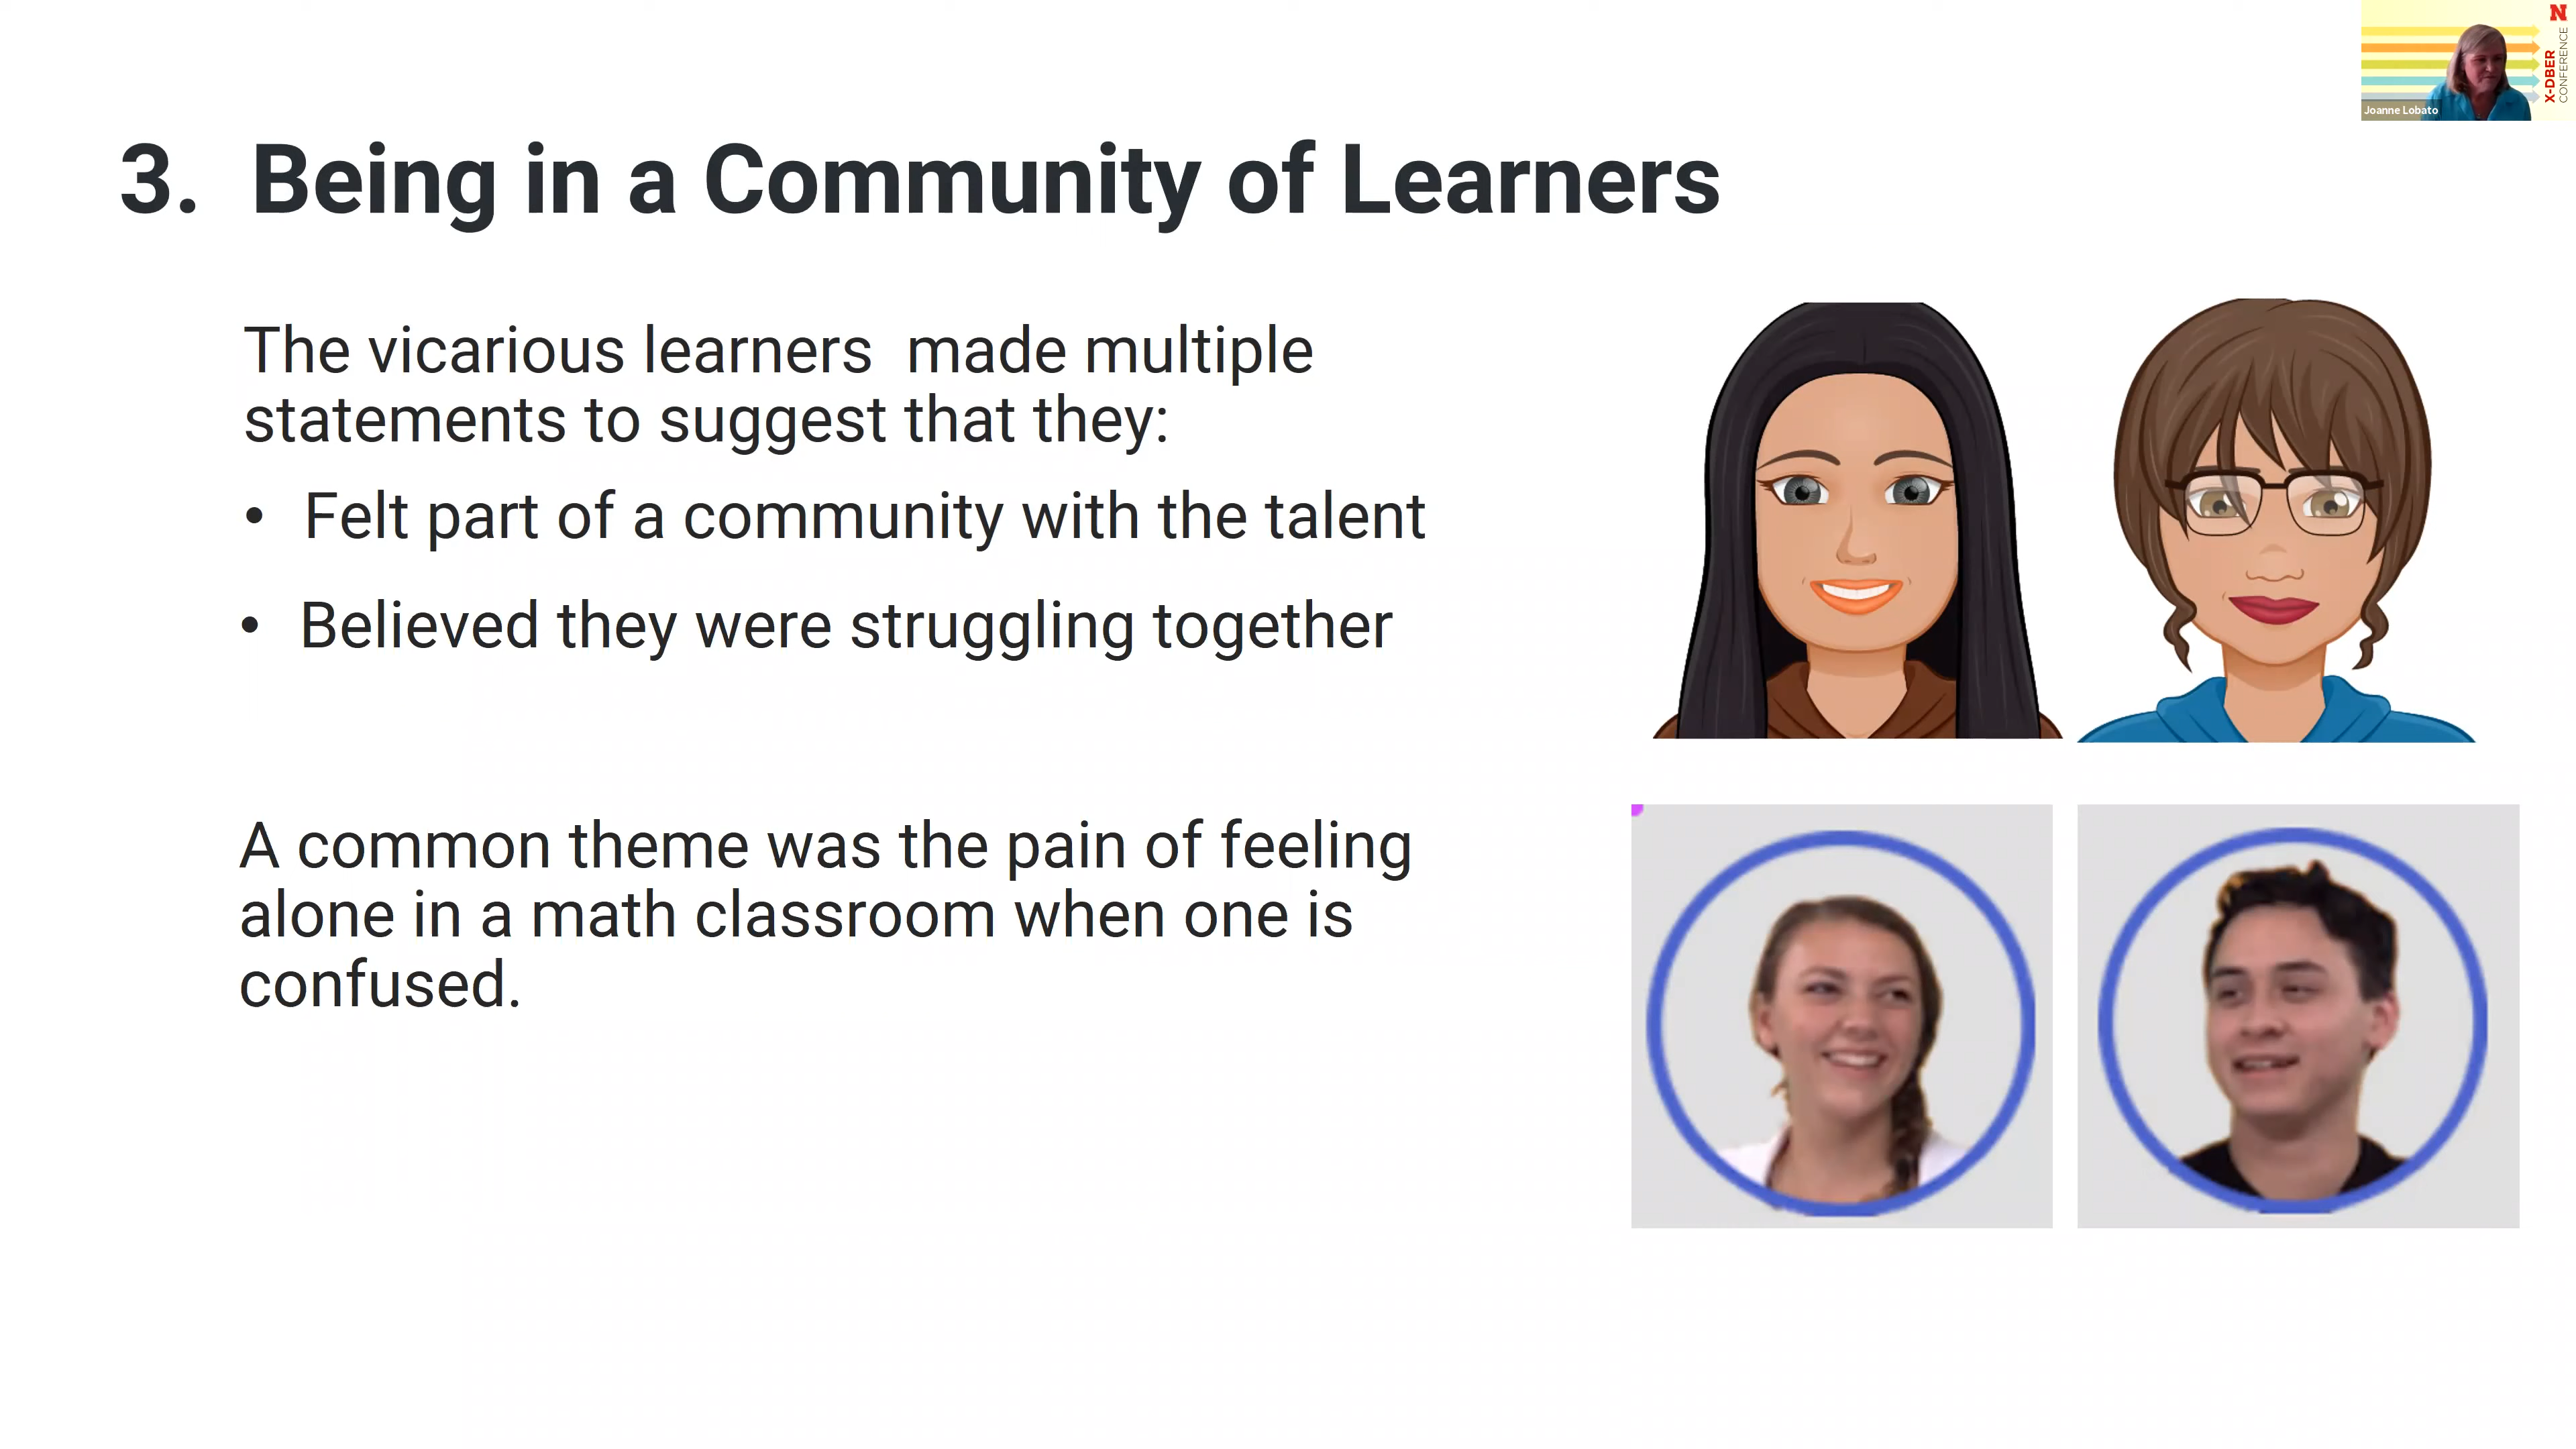 N
X-DBER
CONFERENCE
Joanne Lobato
3. Being in a Community of Learners
The vicarious learners  made multiple
statements to suggest that they:
• Felt part of a community with the talent
• Believed they were struggling together
A common theme was the pain of feeling
alone in a math classroom when one is
confused.